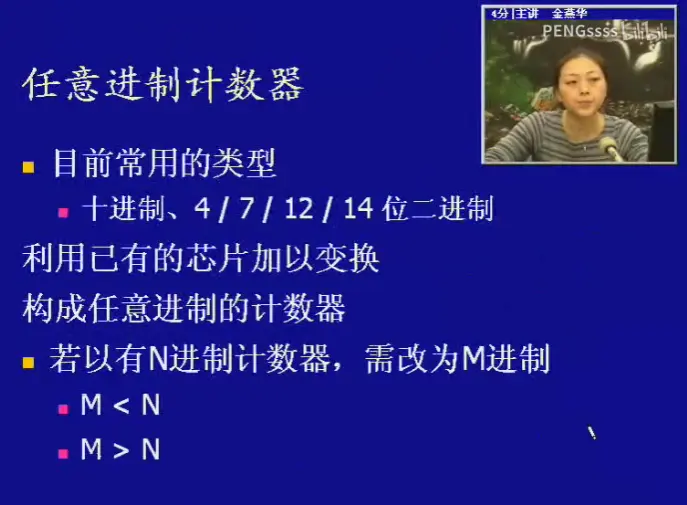 任意进制计数器
主讲 金燕华
PENGssss bilibili
目前常用的类型
十进制、4 / 7 / 12 / 14 位二进制
利用已有的芯片加以变换
构成任意进制的计数器
若以有N进制计数器，需改为M进制
M < N
M > N